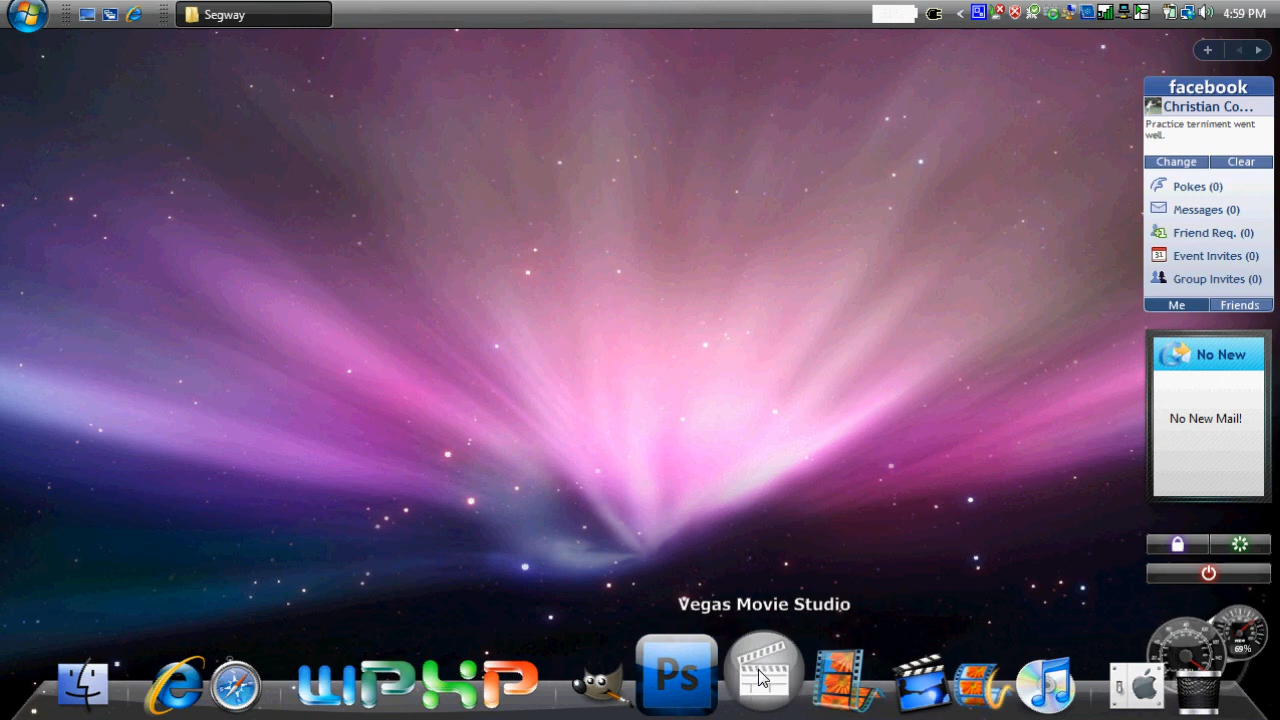 Segway
4:59 PM
facebook
Christian Co...
Practice terniment went
well.
Change Clear
Pokes (0)
Messages (0)
Friend Req. (0)
31
Event Invites (0)
Group Invites (0)
Me Friends
No New
No New Mail!
Vegas Movie Studio
69%
WPXP
Ps